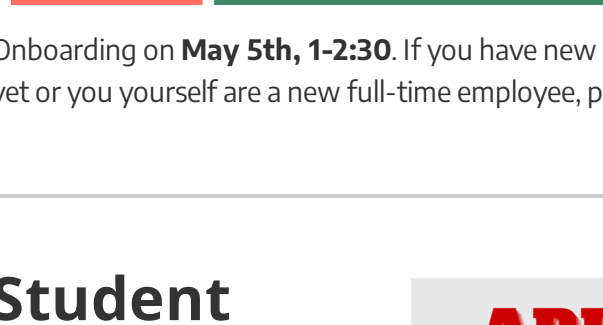 Onboarding on May 5th, 1-2:30. If you have new
yet or you yourself are a new full-time employee, p
Student